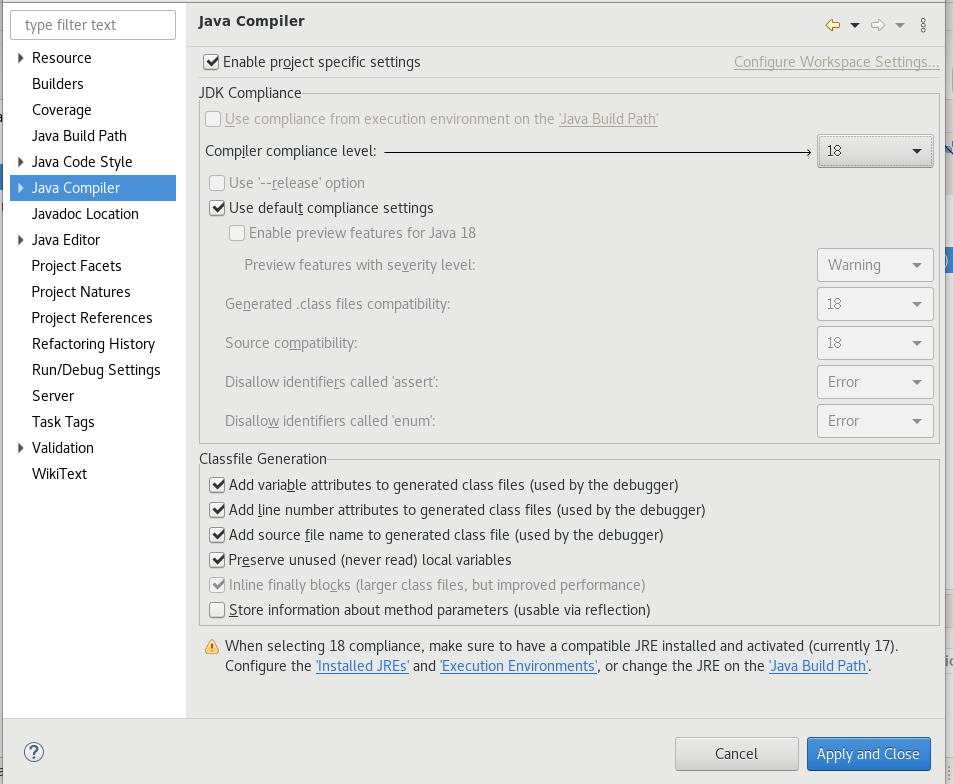 type filter text
Resource
Builders
Coverage
Java Build Path
Java Code Style
Java Compiler
Javadoc Location
Java Editor
Project Facets
Project Natures
Project References
Refactoring History
Run/Debug Settings
Server
Task Tags
Validation
WikiText
Java Compiler
Enable project specific settings Configure Workspace Settings...
JDK Compliance
Use compliance from execution environment on the 'Java Build Path'
Compiler compliance level: 18
Use '--release' option
Use default compliance settings
Enable preview features for Java 18
Preview features with severity level: Warning
Generated .class files compatibility: 18
Source compatibility: 18
Disallow identifiers called 'assert': Error
Disallow identifiers called 'enum': Error
Classfile Generation
Add variable attributes to generated class files (used by the debugger)
Add line number attributes to generated class files (used by the debugger)
Add source file name to generated class file (used by the debugger)
Preserve unused (never read) local variables
Inline finally blocks (larger class files, but improved performance)
Store information about method parameters (usable via reflection)
When selecting 18 compliance, make sure to have a compatible JRE installed and activated (currently 17).
Configure the 'Installed JREs' and 'Execution Environments', or change the JRE on the 'Java Build Path'.
? Cancel Apply and Close